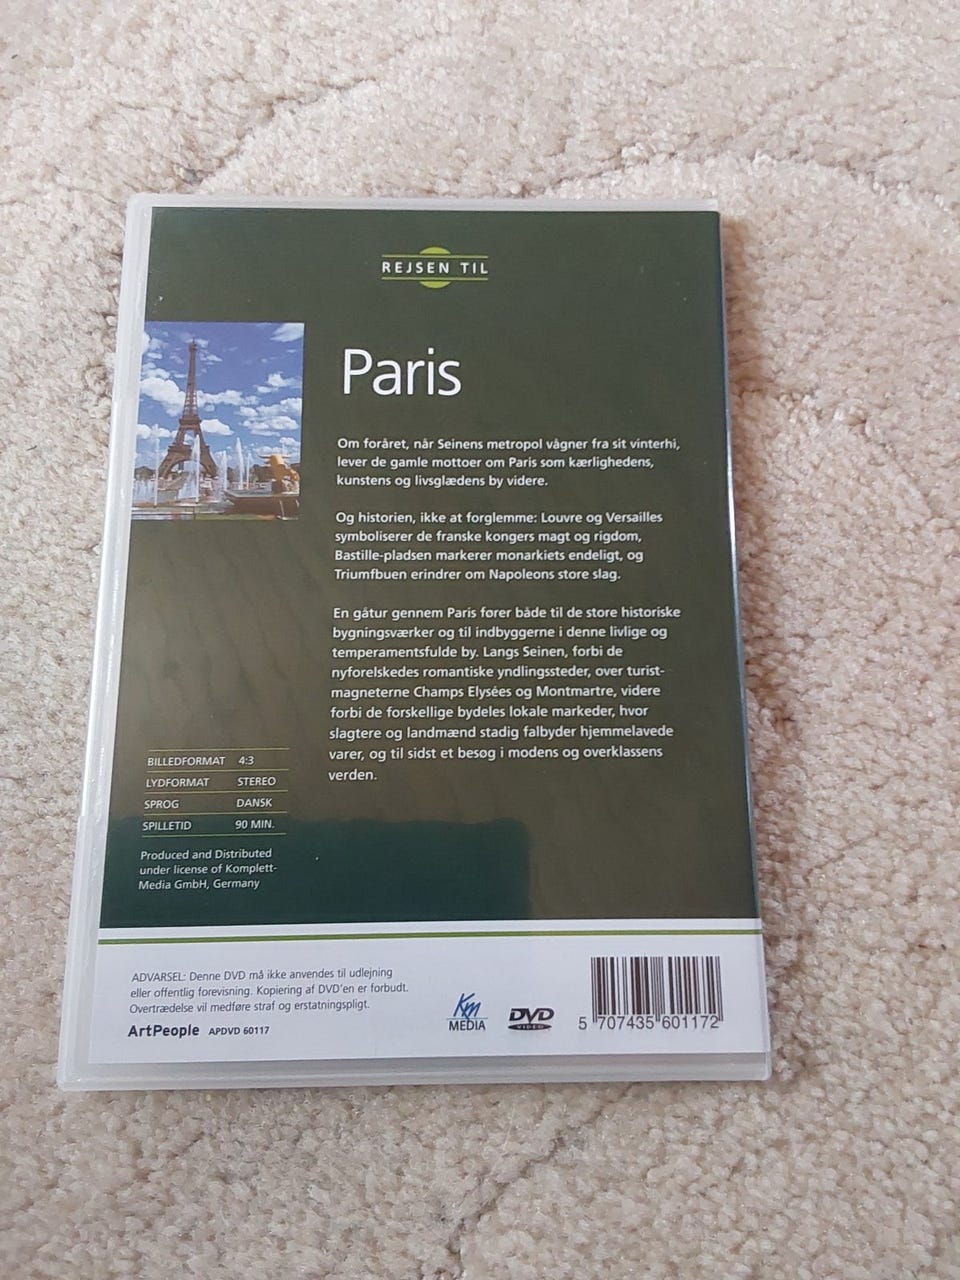 REJSEN TIL
Paris
Om foråret, når Seinens metropol vågner fra sit vinterhi,
lever de gamle mottoer om Paris som kærlighedens,
kunstens og livsglædens by videre.
Og historien, ikke at forglemme: Louvre og Versailles
symboliserer de franske kongers magt og rigdom,
Bastille-pladsen markerer monarkiets endeligt, og
Triumfbuen erindrer om Napoleons store slag.
En gåtur gennem Paris fører både til de store historiske
bygningsværker og til indbyggerne i denne livlige og
temperamentsfulde by. Langs Seinen, forbi de
nyforelskedes romantiske yndlingssteder, over turist-
magneterne Champs Elysées og Montmartre, videre
forbi de forskellige bydeles lokale markeder, hvor
slagtere og landmænd stadig falbyder hjemmelavede
varer, og til sidst et besøg i modens og overklassens
verden.
BILLEDFORMAT 4:3
LYDFORMAT STEREO
SPROG DANSK
SPILLETID 90 MIN.
Produced and Distributed
under license of Komplett-
Media GmbH, Germany
ADVARSEL: Denne DVD må ikke anvendes til udlejning
eller offentlig forevisning. Kopiering af DVD'en er forbudt.
Overtrædelse vil medføre straf og erstatningspligt.
ArtPeople APDVD 60117
Km
MEDIA
DVD
VIDEO
5 707435 601172